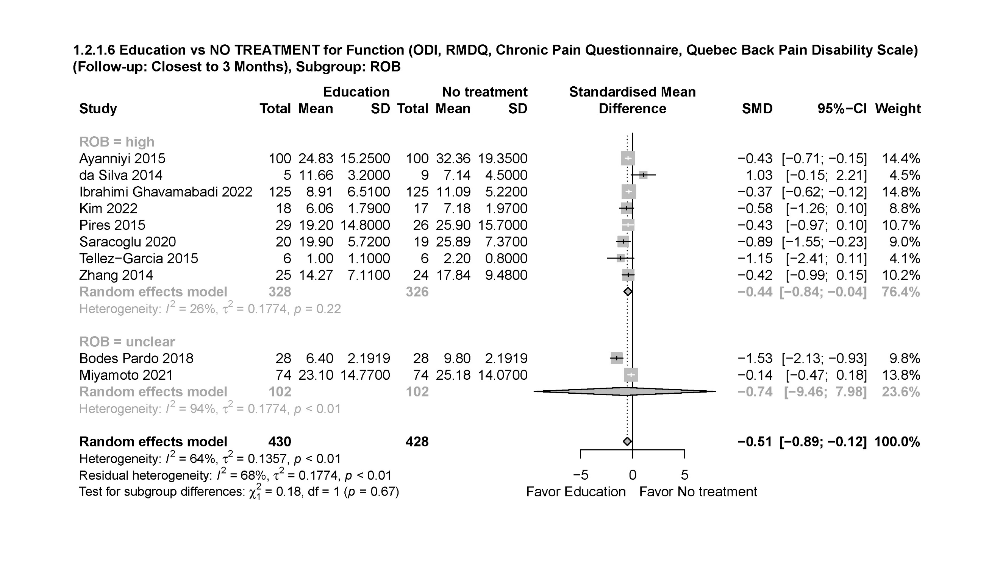 1.2.1.6 Education vs NO TREATMENT for Function (ODI, RMDQ, Chronic Pain Questionnaire, Quebec Back Pain Disability Scale)
(Follow-up: Closest to 3 Months), Subgroup: ROB
Education No treatment Standardised Mean
Study Total Mean SD Total Mean SD Difference SMD 95%−CI Weight
ROB = high
Ayanniyi 2015 100 24.83 15.2500 100 32.36 19.3500 −0.43 [−0.71; −0.15] 14.4%
da Silva 2014 5 11.66 3.2000 9 7.14 4.5000 1.03 [−0.15; 2.21] 4.5%
Ibrahimi Ghavamabadi 2022 125 8.91 6.5100 125 11.09 5.2200 −0.37 [−0.62; −0.12] 14.8%
Kim 2022 18 6.06 1.7900 17 7.18 1.9700 −0.58 [−1.26; 0.10] 8.8%
Pires 2015 29 19.20 14.8000 26 25.90 15.7000 −0.43 [−0.97; 0.10] 10.7%
Saracoglu 2020 20 19.90 5.7200 19 25.89 7.3700 −0.89 [−1.55; −0.23] 9.0%
Tellez−Garcia 2015 6 1.00 1.1000 6 2.20 0.8000 −1.15 [−2.41; 0.11] 4.1%
Zhang 2014 25 14.27 7.1100 24 17.84 9.4800 −0.42 [−0.99; 0.15] 10.2%
Random effects model 328 326 −0.44 [−0.84; −0.04] 76.4%
Heterogeneity: I² = 26%, τ² = 0.1774, p = 0.22
ROB = unclear
Bodes Pardo 2018 28 6.40 2.1919 28 9.80 2.1919 −1.53 [−2.13; −0.93] 9.8%
Miyamoto 2021 74 23.10 14.7700 74 25.18 14.0700 −0.14 [−0.47; 0.18] 13.8%
Random effects model 102 102 −0.74 [−9.46; 7.98] 23.6%
Heterogeneity: I² = 94%, τ² = 0.1774, p < 0.01
Random effects model 430 428 −0.51 [−0.89; −0.12] 100.0%
Heterogeneity: I² = 64%, τ² = 0.1357, p < 0.01
Residual heterogeneity: I² = 68%, τ² = 0.1774, p < 0.01 −5 0 5
Test for subgroup differences: χ²₁ = 0.18, df = 1 (p = 0.67) Favor Education Favor No treatment